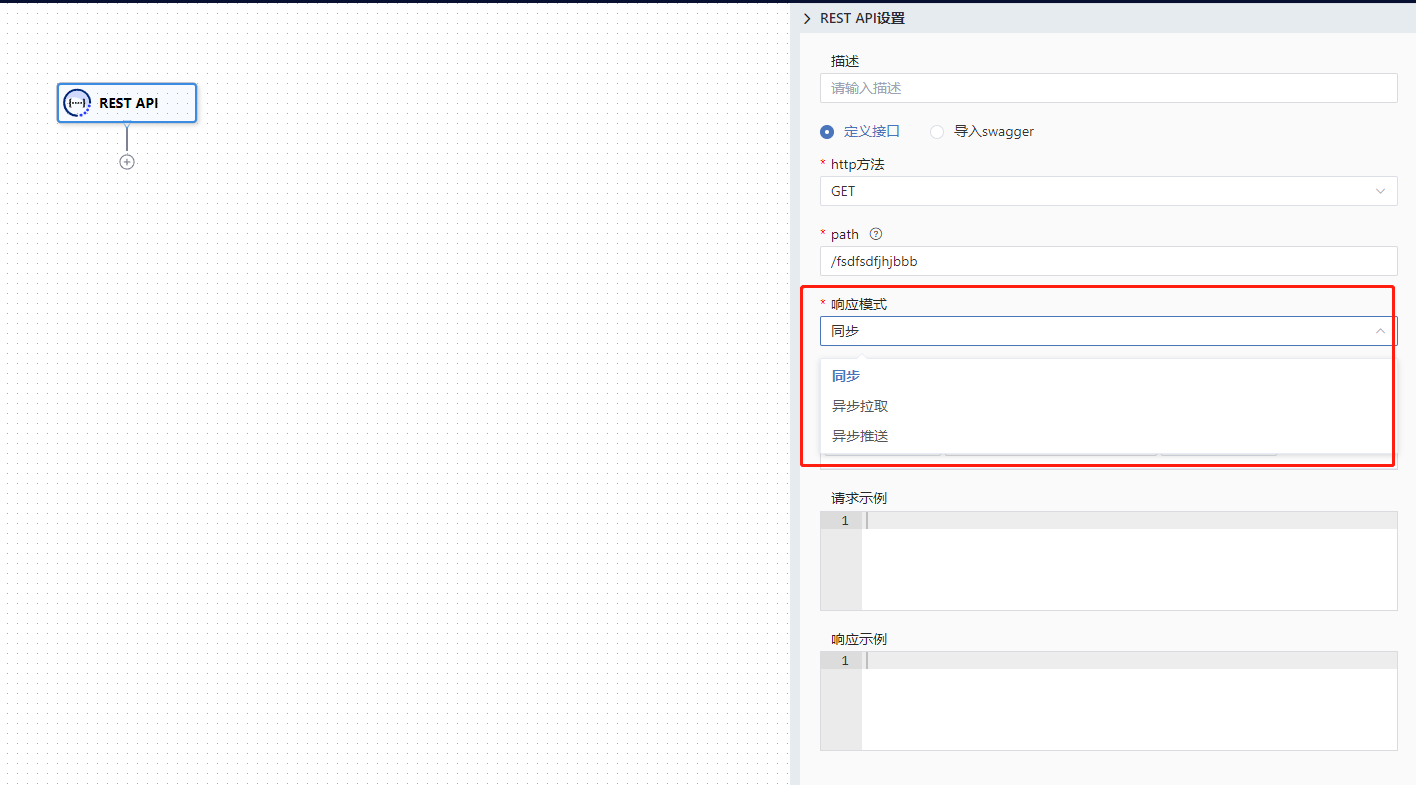 REST API
REST API设置
描述
请输入描述
定义接口 导入swagger
* http方法
GET
* path ?
/fsdfsdfjhjbbb
* 响应模式
同步
同步
异步拉取
异步推送
请求示例
1
响应示例
1